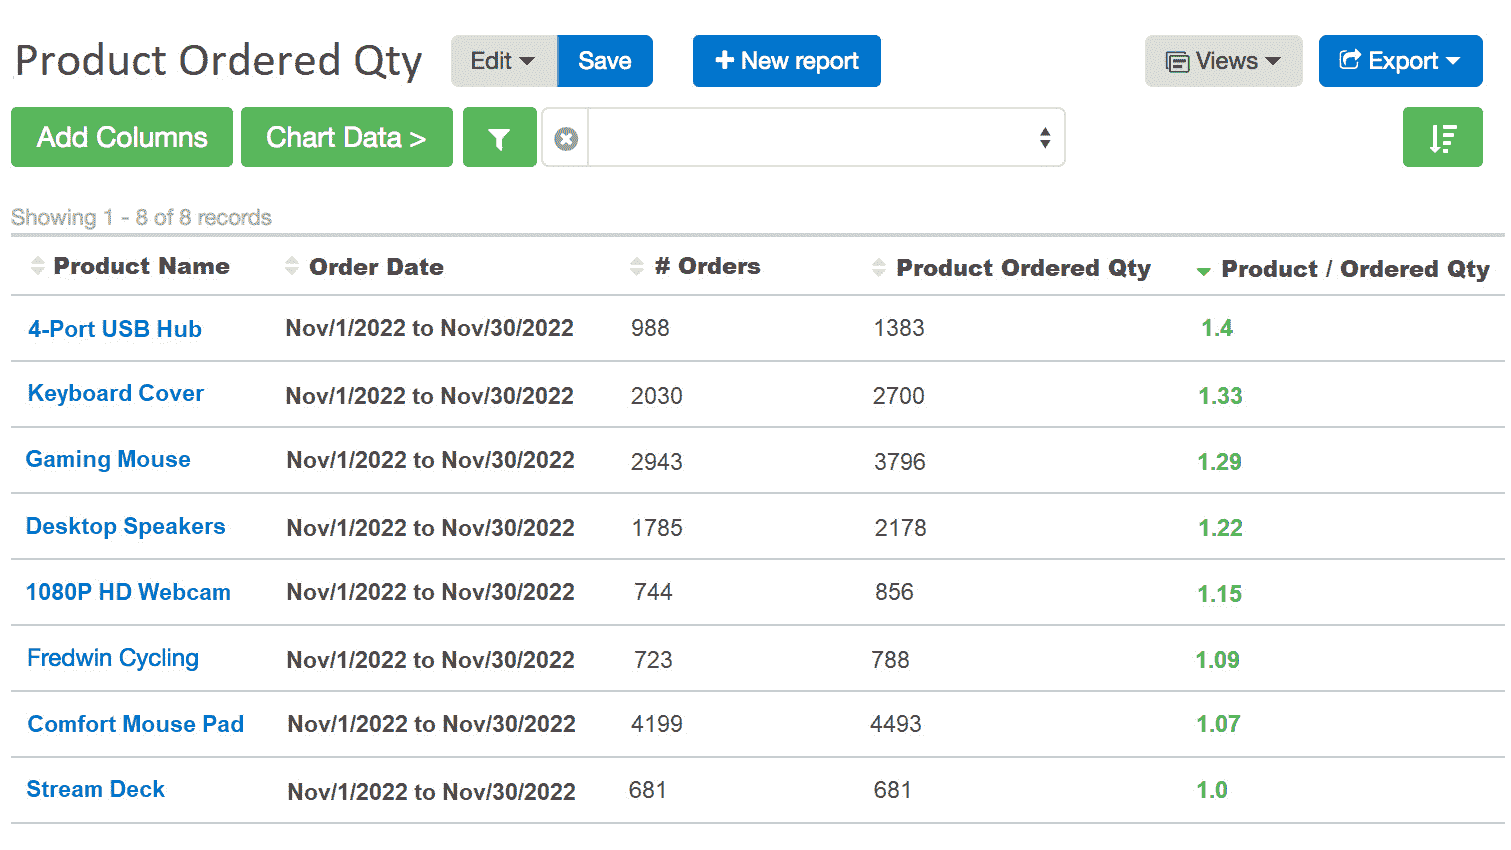 Product Ordered Qty Edit Save + New report Views Export
Add Columns Chart Data >
Showing 1 - 8 of 8 records
Product Name Order Date # Orders Product Ordered Qty Product / Ordered Qty
4-Port USB Hub Nov/1/2022 to Nov/30/2022 988 1383 1.4
Keyboard Cover Nov/1/2022 to Nov/30/2022 2030 2700 1.33
Gaming Mouse Nov/1/2022 to Nov/30/2022 2943 3796 1.29
Desktop Speakers Nov/1/2022 to Nov/30/2022 1785 2178 1.22
1080P HD Webcam Nov/1/2022 to Nov/30/2022 744 856 1.15
Fredwin Cycling Nov/1/2022 to Nov/30/2022 723 788 1.09
Comfort Mouse Pad Nov/1/2022 to Nov/30/2022 4199 4493 1.07
Stream Deck Nov/1/2022 to Nov/30/2022 681 681 1.0